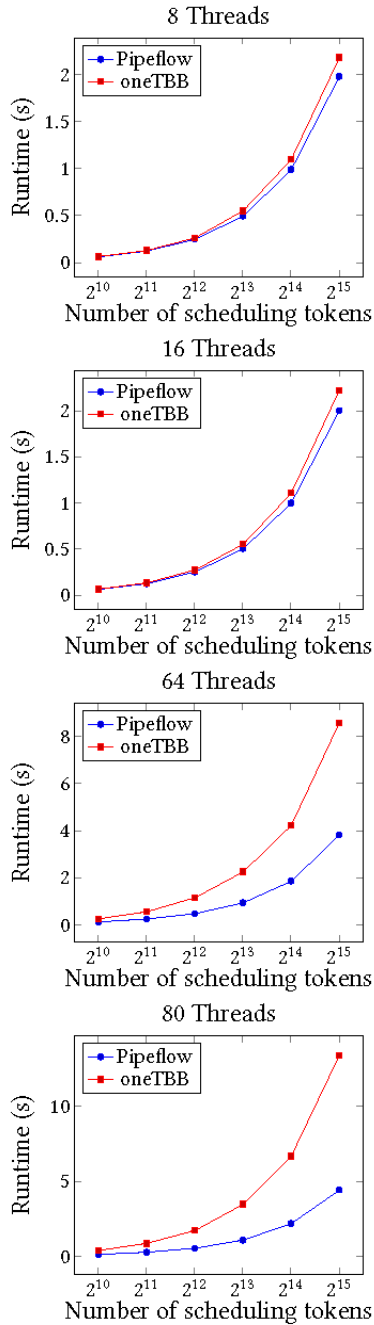 8 Threads
Pipeflow
oneTBB
Runtime (s)
2
1.5
1
0.5
0
2^10 2^11 2^12 2^13 2^14 2^15
Number of scheduling tokens
16 Threads
Pipeflow
oneTBB
Runtime (s)
2
1.5
1
0.5
0
2^10 2^11 2^12 2^13 2^14 2^15
Number of scheduling tokens
64 Threads
Pipeflow
oneTBB
Runtime (s)
8
6
4
2
0
2^10 2^11 2^12 2^13 2^14 2^15
Number of scheduling tokens
80 Threads
Pipeflow
oneTBB
Runtime (s)
10
5
0
2^10 2^11 2^12 2^13 2^14 2^15
Number of scheduling tokens